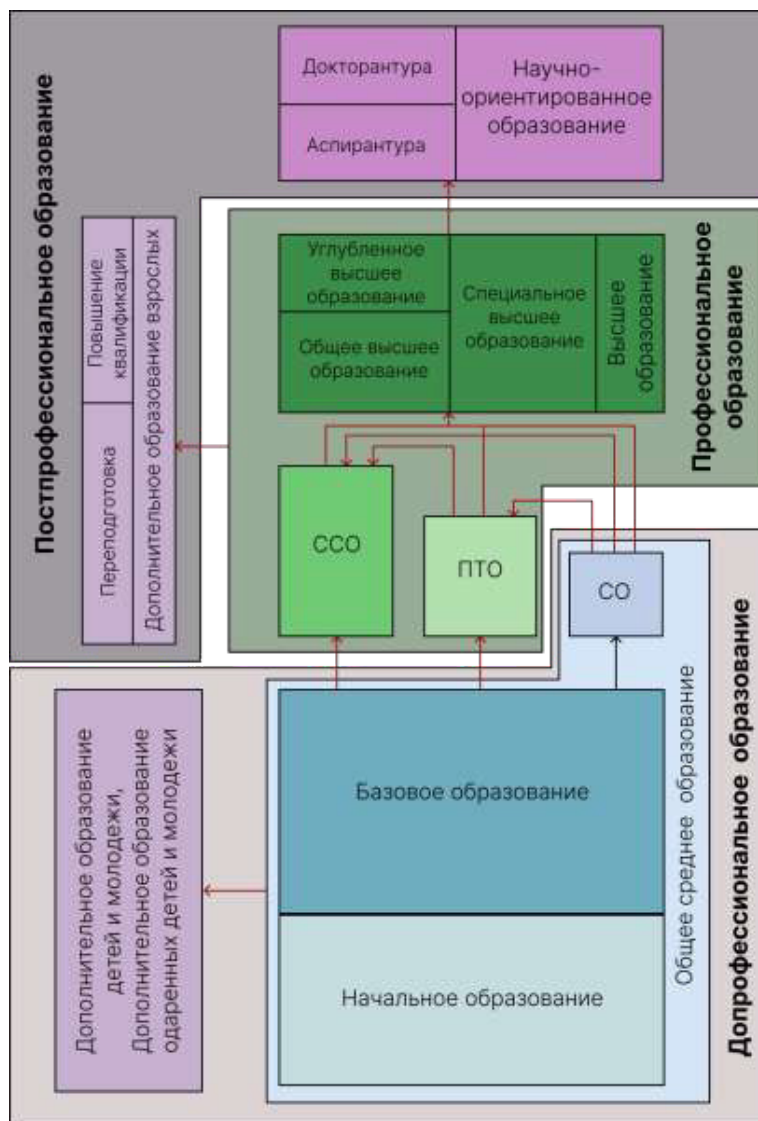 Постпрофессиональное образование
Докторантура
Аспирантура
Научно-
ориентированное
образование
Повышение
квалификации
Переподготовка
Дополнительное образование взрослых
Углубленное
высшее
образование
Общее высшее
образование
Специальное
высшее
образование
Высшее
образование
Профессиональное
образование
ССО
ПТО
СО
Дополнительное образование
детей и молодежи,
Дополнительное образование
одаренных детей и молодежи
Базовое образование
Начальное образование
Общее среднее образование
Допрофессиональное образование